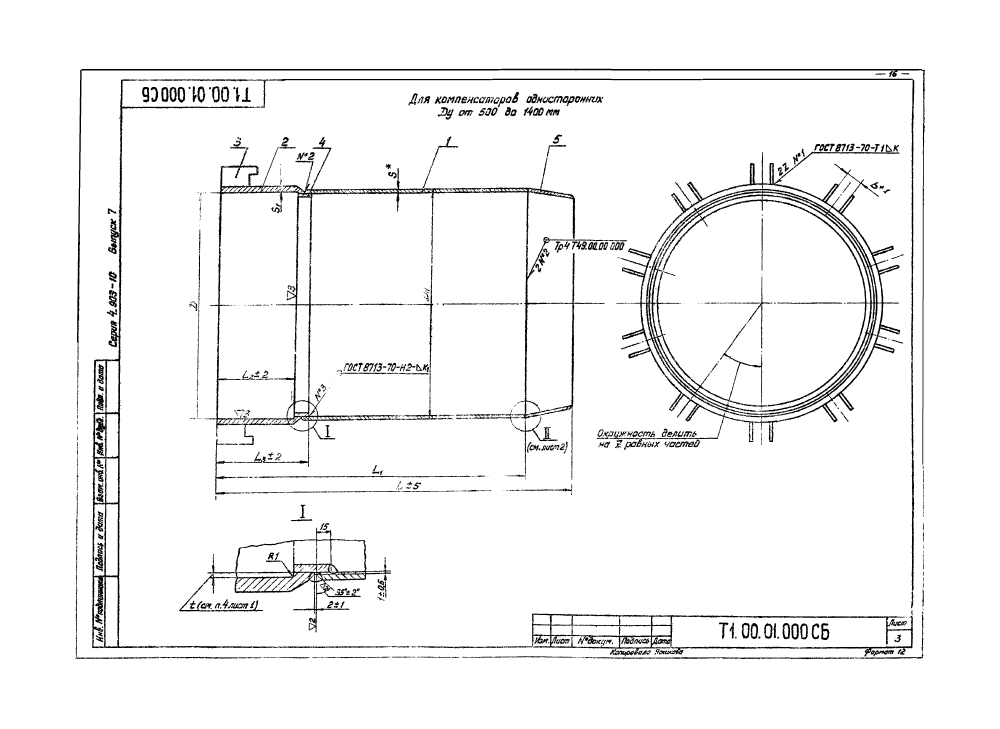 — 16 —
Т1.00.01.000СБ
Для компенсаторов односторонних
Ду от 500 до 1400 мм
3
2
№2
4
S*
1
5
2Z №1
ГОСТ 8713-70-Т1⊿К
S₁
Тр4 Т49.00.00.000
2 №2
Серия 4.903-10 Выпуск 7
D
▽3
L₂±2
ГОСТ 8713-70-Н2-⊿К₁
№3
▽3
I
II
(см. лист 2)
L₃±2
L₁
L±5
Окружность делить
на Z равных частей
I
15
R1
35°±2°
1±0,5
2±1
t (см. п.4 лист 1)
▽2
Инв. № подлинника
Подпись и дата
Взам. инв. №
Инв. № дубл.
Подп. и дата
Изм. Лист № докум. Подпись Дата
Т1.00.01.000СБ
Лист
3
Копировала
Формат 12